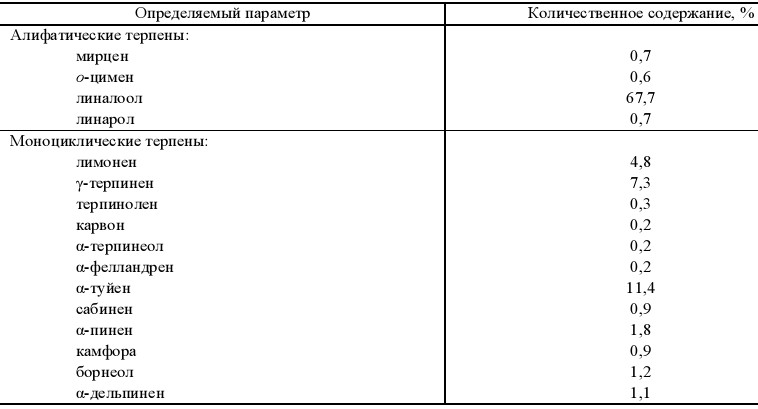 Определяемый параметр Количественное содержание, %
Алифатические терпены:
мирцен 0,7
о-цимен 0,6
линалоол 67,7
линарол 0,7
Моноциклические терпены:
лимонен 4,8
γ-терпинен 7,3
терпинолен 0,3
карвон 0,2
α-терпинеол 0,2
α-фелландрен 0,2
α-туйен 11,4
сабинен 0,9
α-пинен 1,8
камфора 0,9
борнеол 1,2
α-дельпинен 1,1